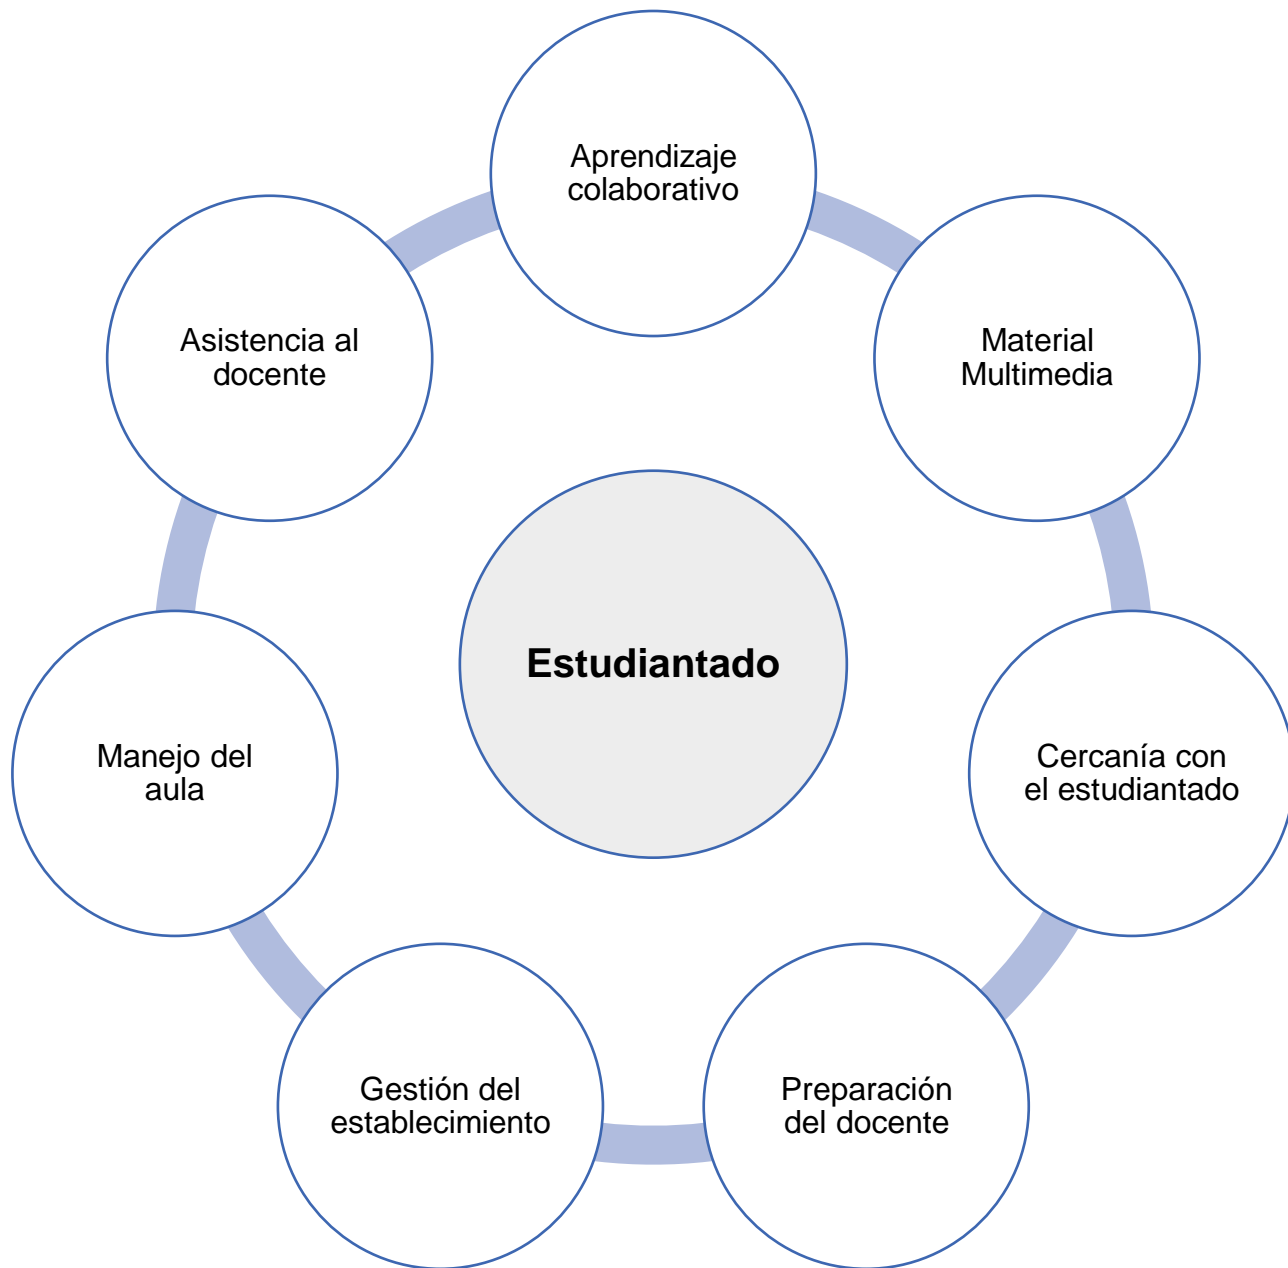 Aprendizaje
colaborativo
Material
Multimedia
Cercanía con
el estudiantado
Preparación
del docente
Gestión del
establecimiento
Manejo del
aula
Asistencia al
docente
Estudiantado